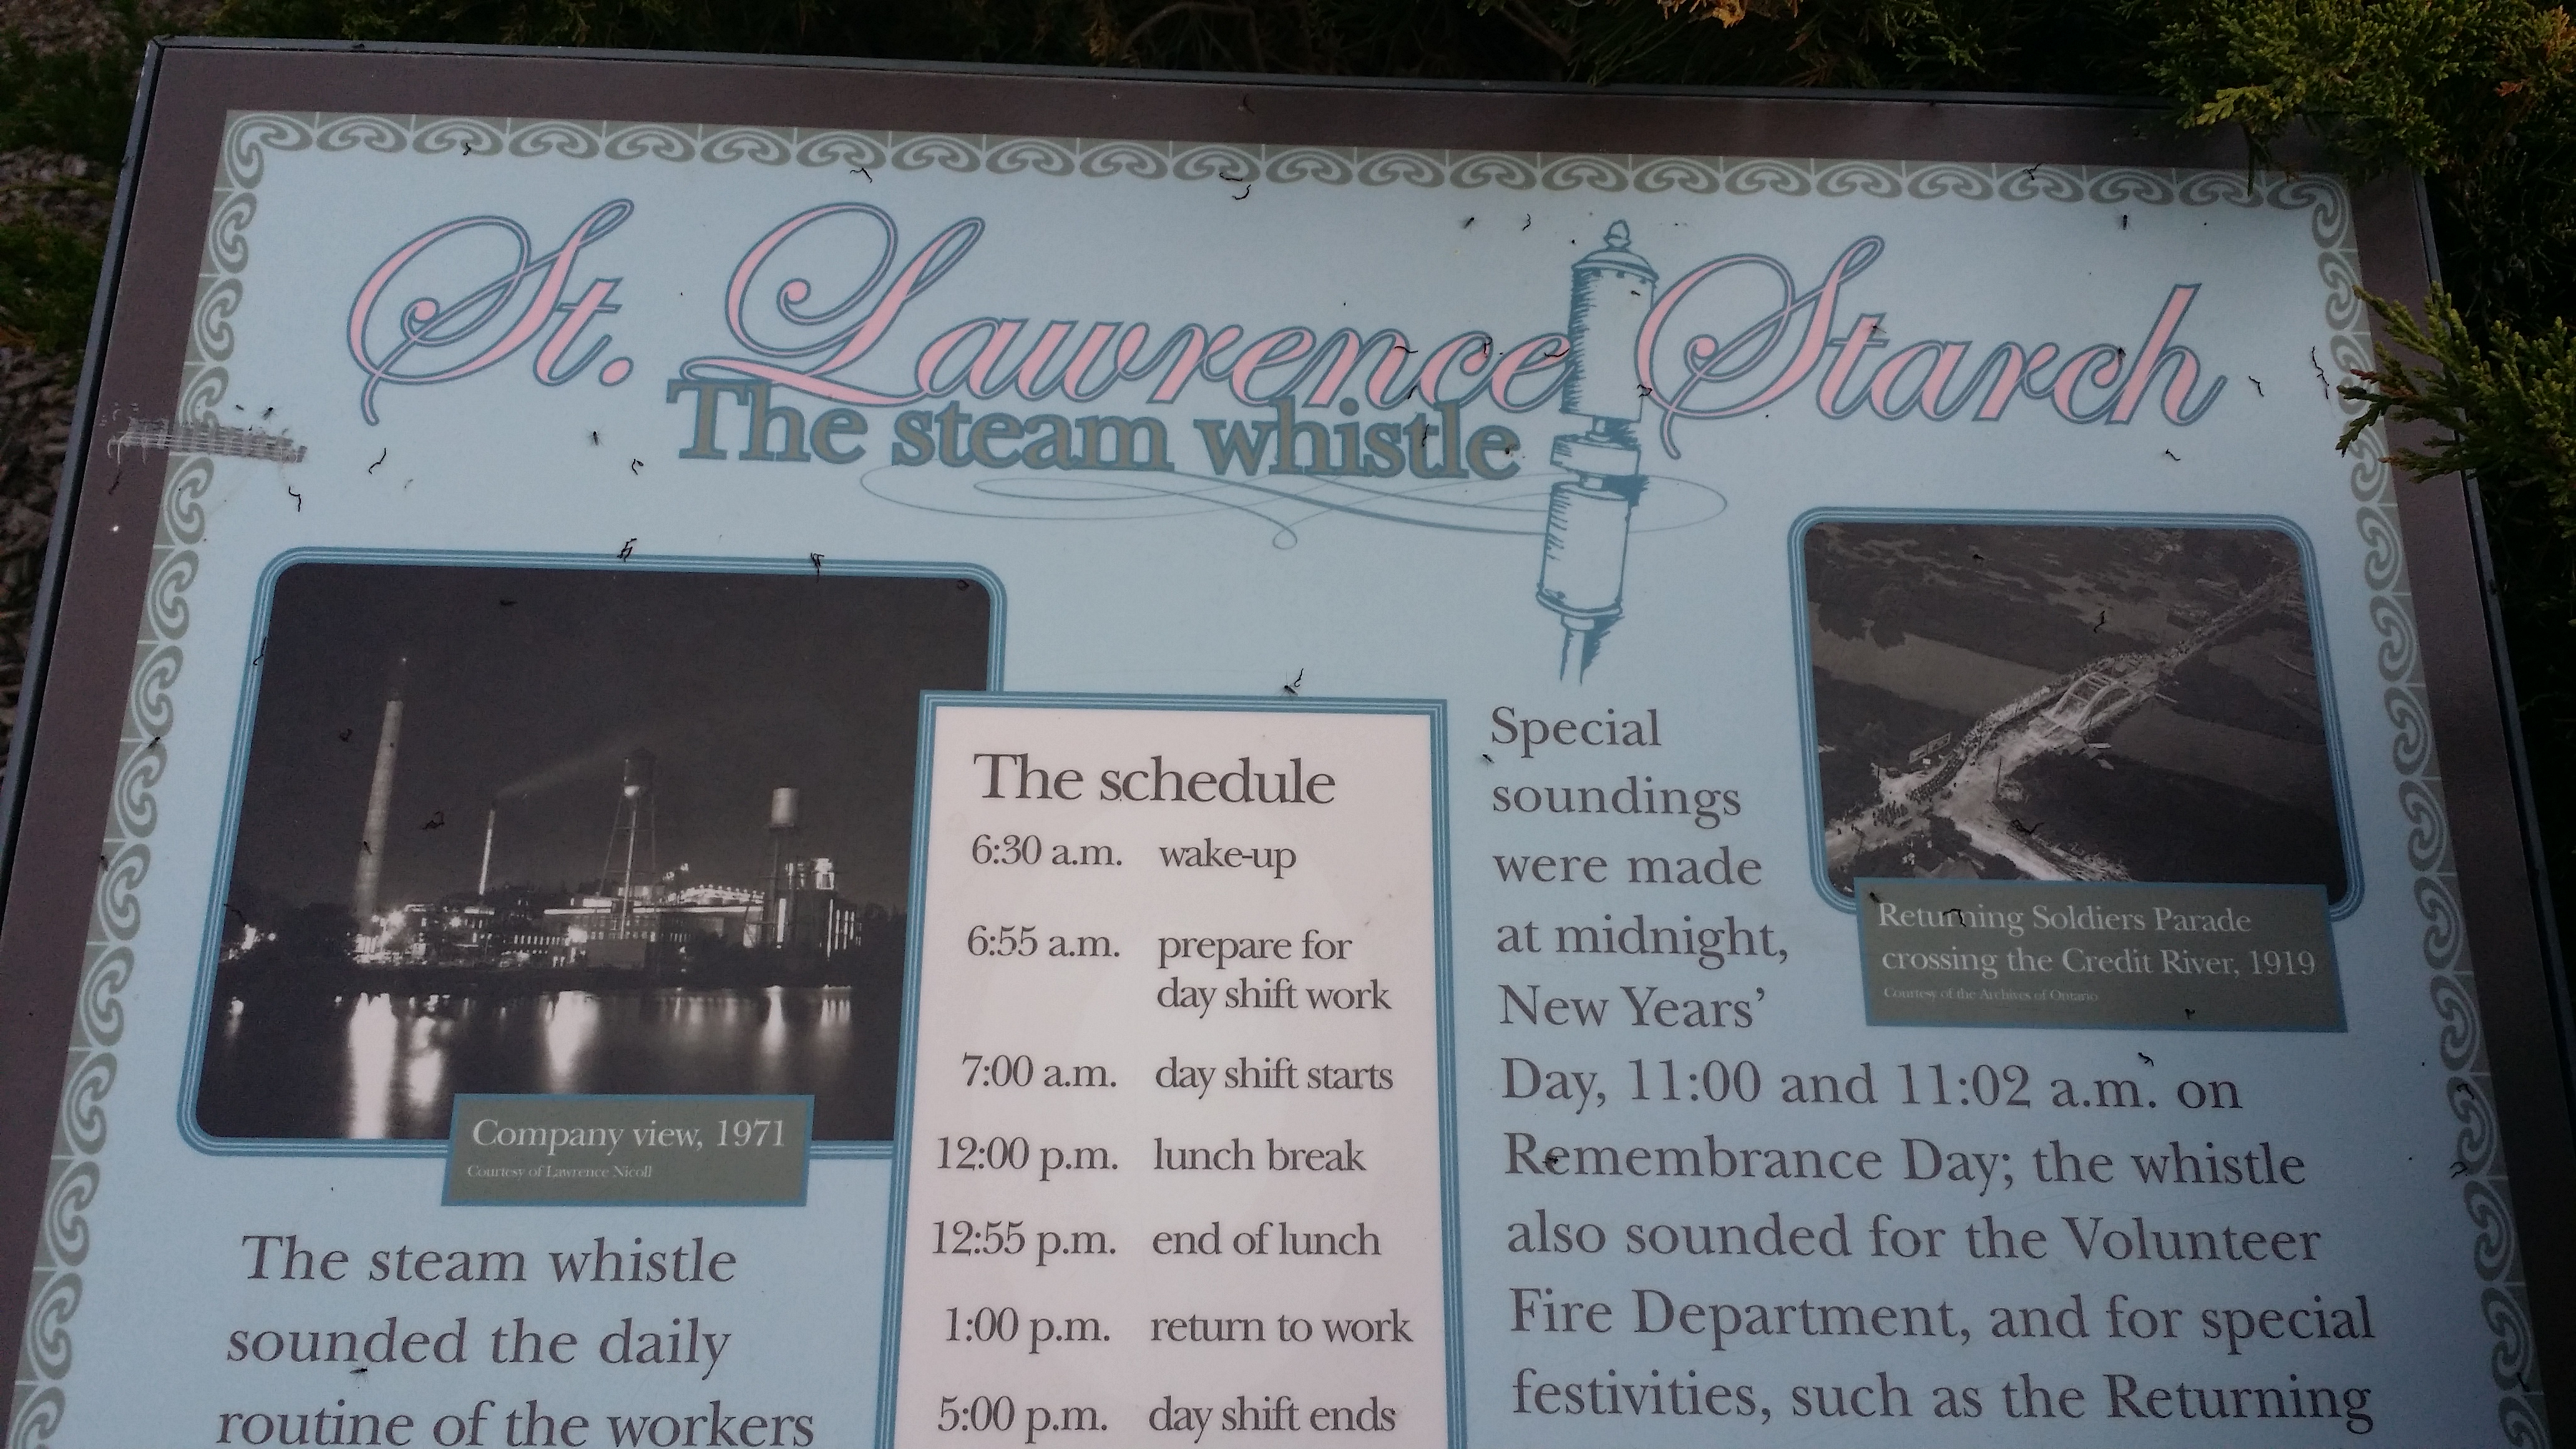 St. Lawrence Starch
The steam whistle
Company view, 1971
Courtesy of Lawrence Nicoll
The steam whistle
sounded the daily
routine of the workers
The schedule
6:30 a.m. wake-up
6:55 a.m. prepare for
day shift work
7:00 a.m. day shift starts
12:00 p.m. lunch break
12:55 p.m. end of lunch
1:00 p.m. return to work
5:00 p.m. day shift ends
Special
soundings
were made
at midnight,
New Years’
Day, 11:00 and 11:02 a.m. on
Remembrance Day; the whistle
also sounded for the Volunteer
Fire Department, and for special
festivities, such as the Returning
Returning Soldiers Parade
crossing the Credit River, 1919
Courtesy of the Archives of Ontario